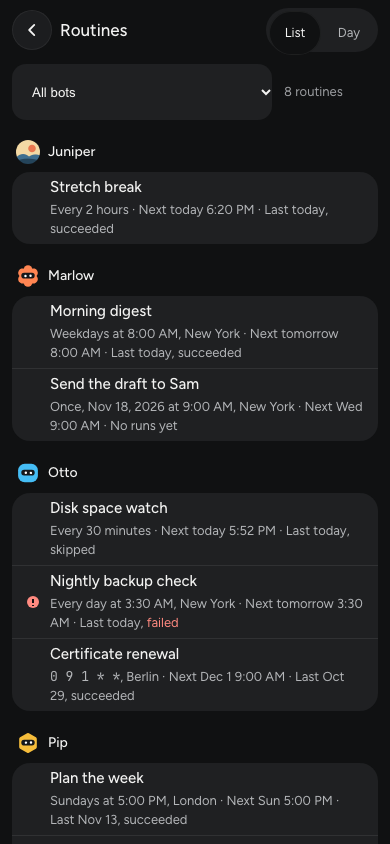 Routines
List
Day
All bots
8 routines
Juniper
Stretch break
Every 2 hours · Next today 6:20 PM · Last today,
succeeded
Marlow
Morning digest
Weekdays at 8:00 AM, New York · Next tomorrow
8:00 AM · Last today, succeeded
Send the draft to Sam
Once, Nov 18, 2026 at 9:00 AM, New York · Next Wed
9:00 AM · No runs yet
Otto
Disk space watch
Every 30 minutes · Next today 5:52 PM · Last today,
skipped
Nightly backup check
Every day at 3:30 AM, New York · Next tomorrow 3:30
AM · Last today, failed
Certificate renewal
0 9 1 * *, Berlin · Next Dec 1 9:00 AM · Last Oct
29, succeeded
Pip
Plan the week
Sundays at 5:00 PM, London · Next Sun 5:00 PM ·
Last Nov 13, succeeded